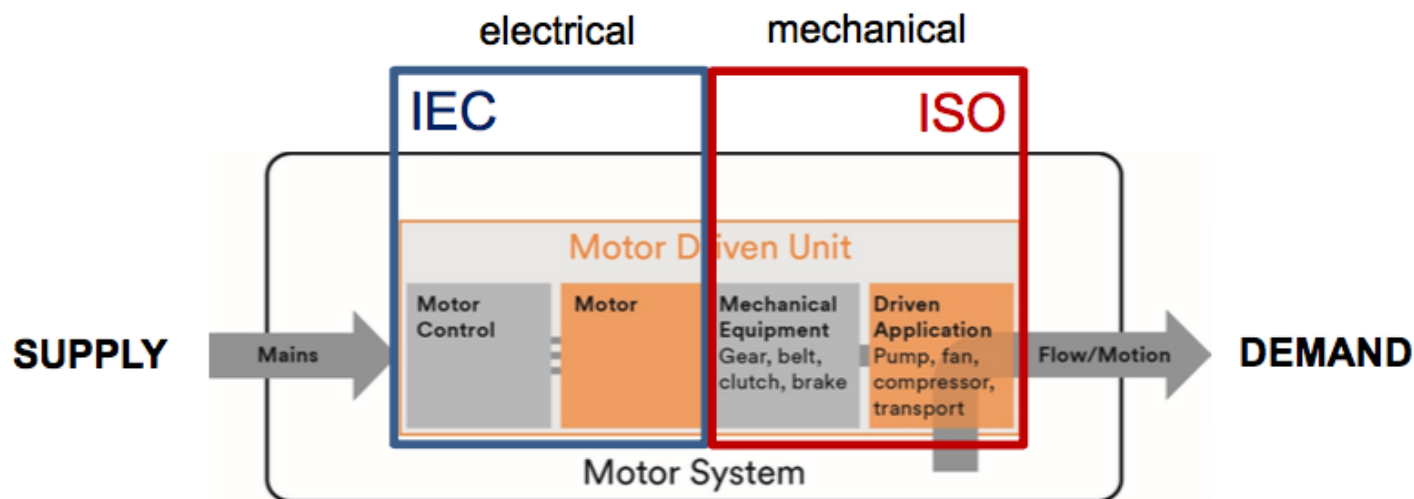 electrical
mechanical
IEC
ISO
Motor Driven Unit
Motor
Control
Motor
Mechanical
Equipment
Gear, belt,
clutch, brake
Driven
Application
Pump, fan,
compressor,
transport
SUPPLY
Mains
Flow/Motion
DEMAND
Motor System